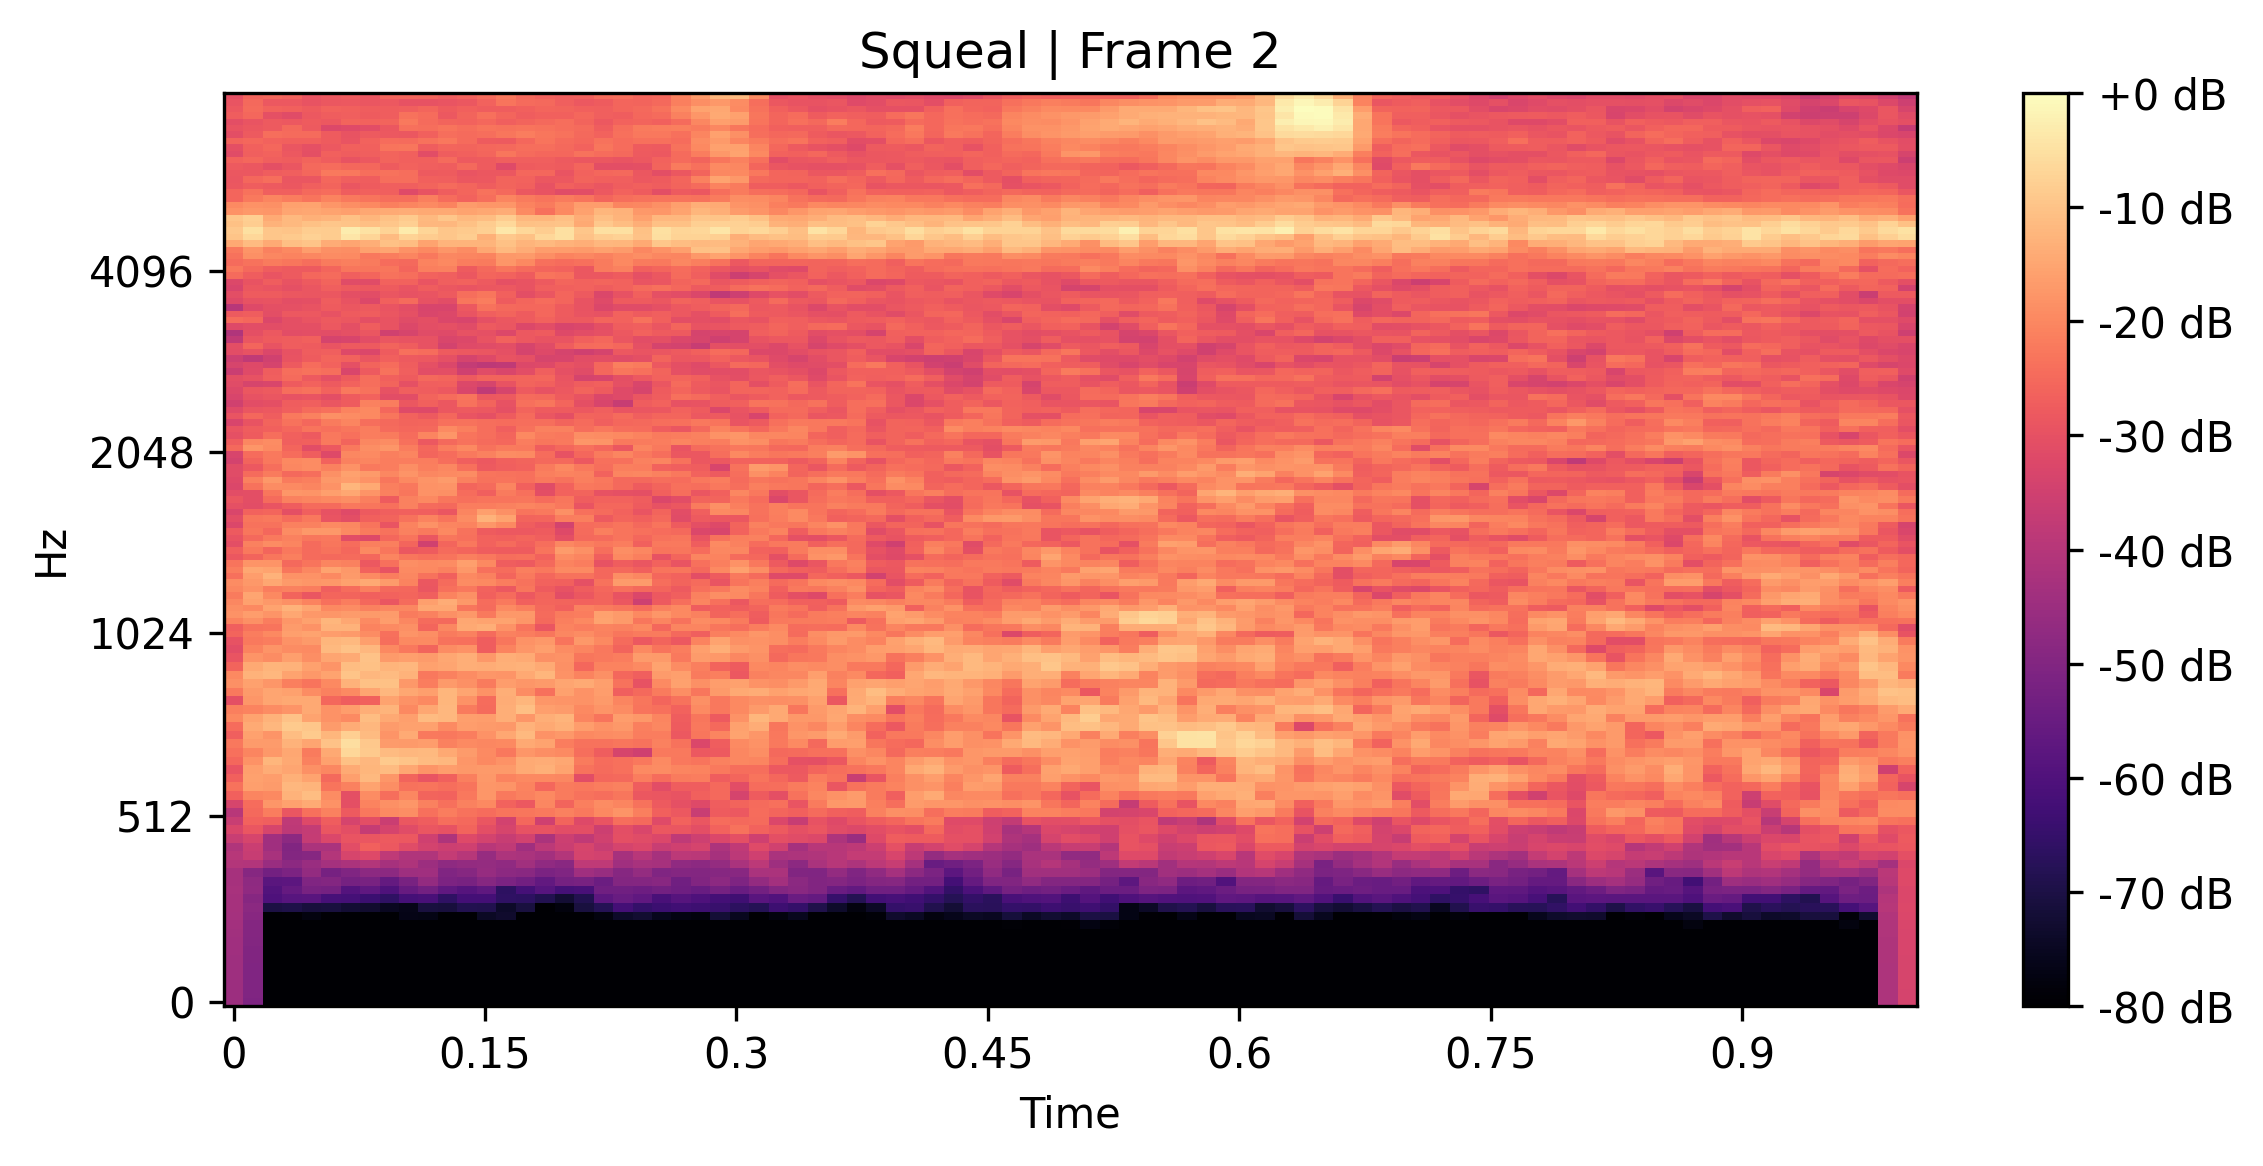 Squeal | Frame 2
+0 dB
-10 dB
-20 dB
-30 dB
-40 dB
-50 dB
-60 dB
-70 dB
-80 dB
Hz
4096
2048
1024
512
0
0 0.15 0.3 0.45 0.6 0.75 0.9
Time